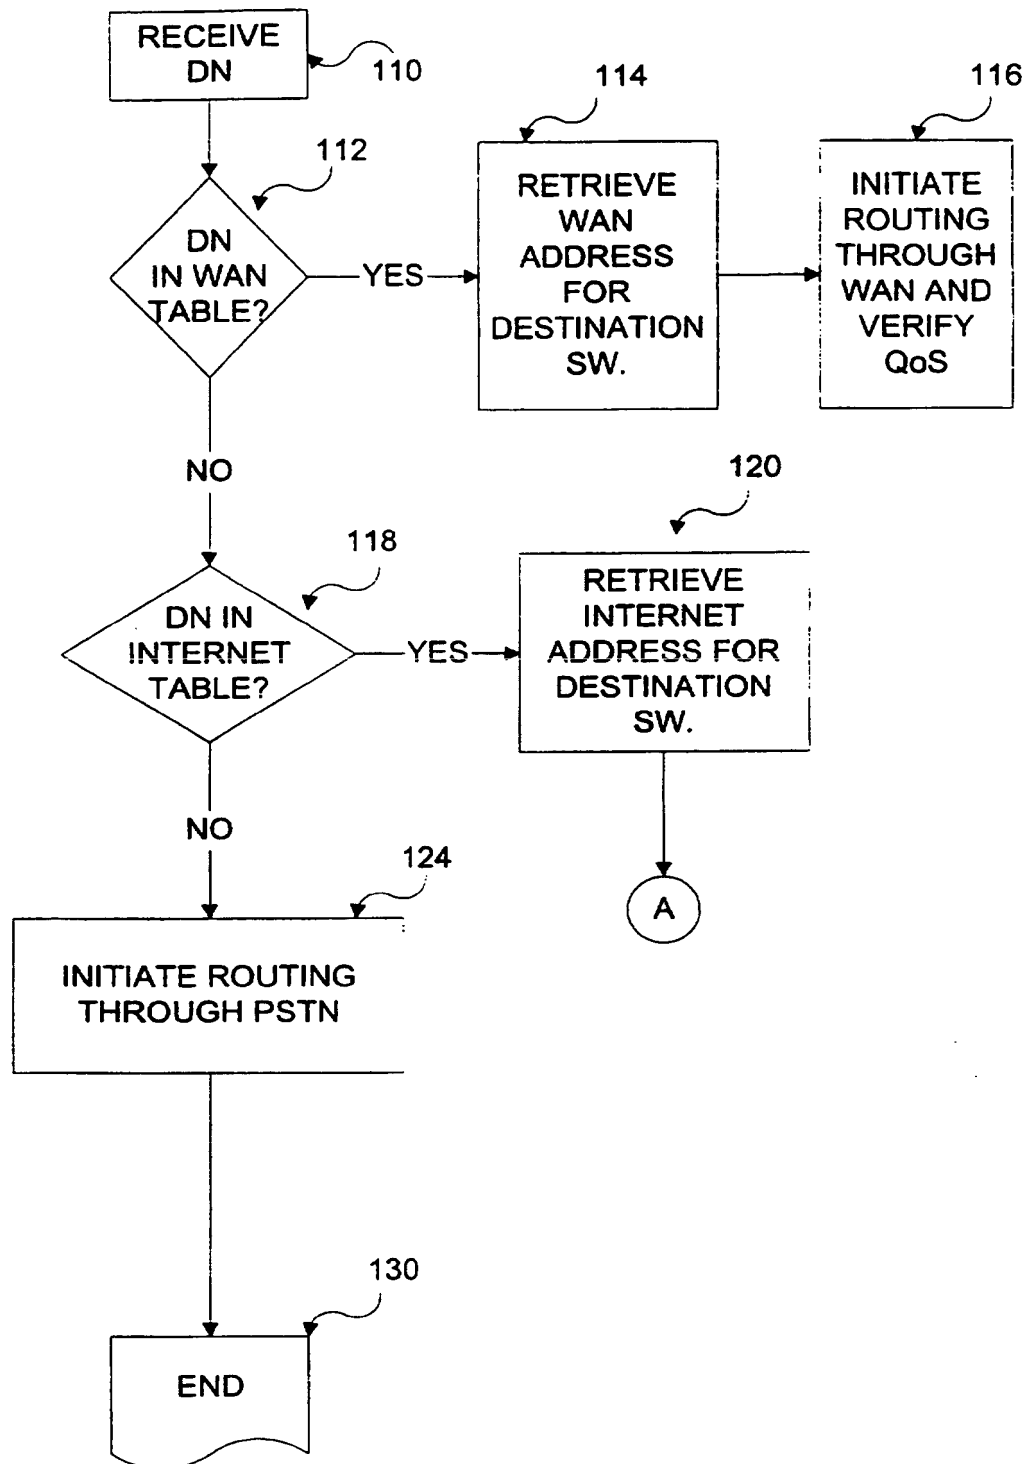 RECEIVE
DN
110
112
DN
IN WAN
TABLE?
YES
114
RETRIEVE
WAN
ADDRESS
FOR
DESTINATION
SW.
116
INITIATE
ROUTING
THROUGH
WAN AND
VERIFY
QoS
NO
118
DN IN
INTERNET
TABLE?
YES
120
RETRIEVE
INTERNET
ADDRESS FOR
DESTINATION
SW.
A
NO
124
INITIATE ROUTING
THROUGH PSTN
130
END